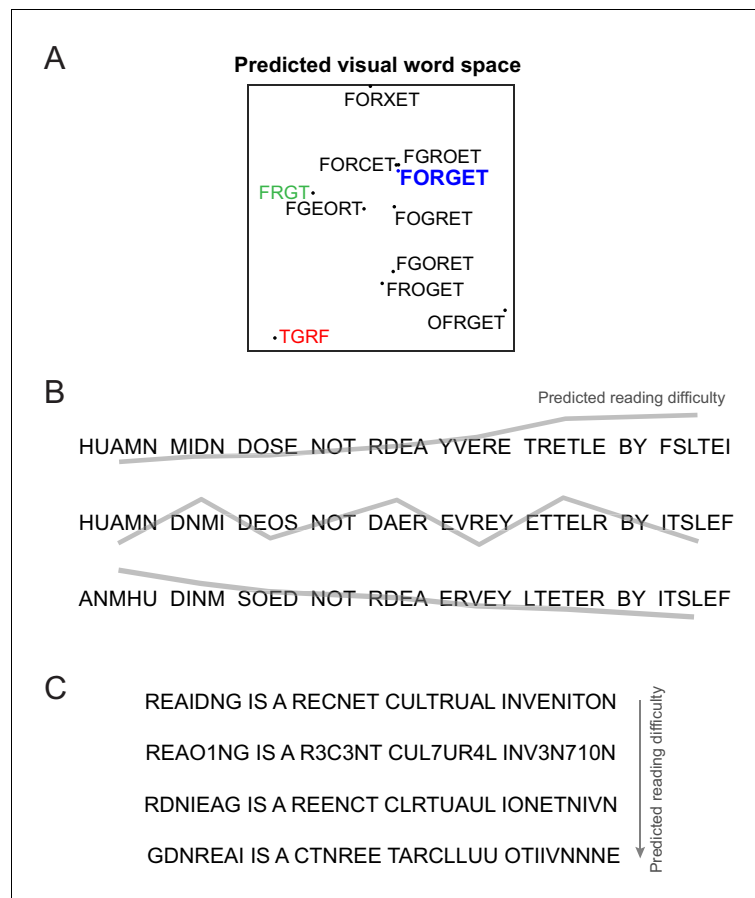 A
Predicted visual word space
FORXET
FGROET
FORCET
FORGET
FRGT
FGEORT
FOGRET
FGORET
FROGET
OFRGET
TGRF
B
Predicted reading difficulty
HUAMN MIDN DOSE NOT RDEA YVERE TRETLE BY FSLTEI
HUAMN DNMI DEOS NOT DAER EVREY ETTELR BY ITSLEF
ANMHU DINM SOED NOT RDEA ERVEY LTETER BY ITSLEF
C
REAIDNG IS A RECNET CULTRUAL INVENITON
REAO1NG IS A R3C3NT CUL7UR4L INV3N710N
RDNIEAG IS A REENCT CLRTUAUL IONETNIVN
GDNREAI IS A CTNREE TARCLLUU OTIIVNNNE
Predicted reading difficulty